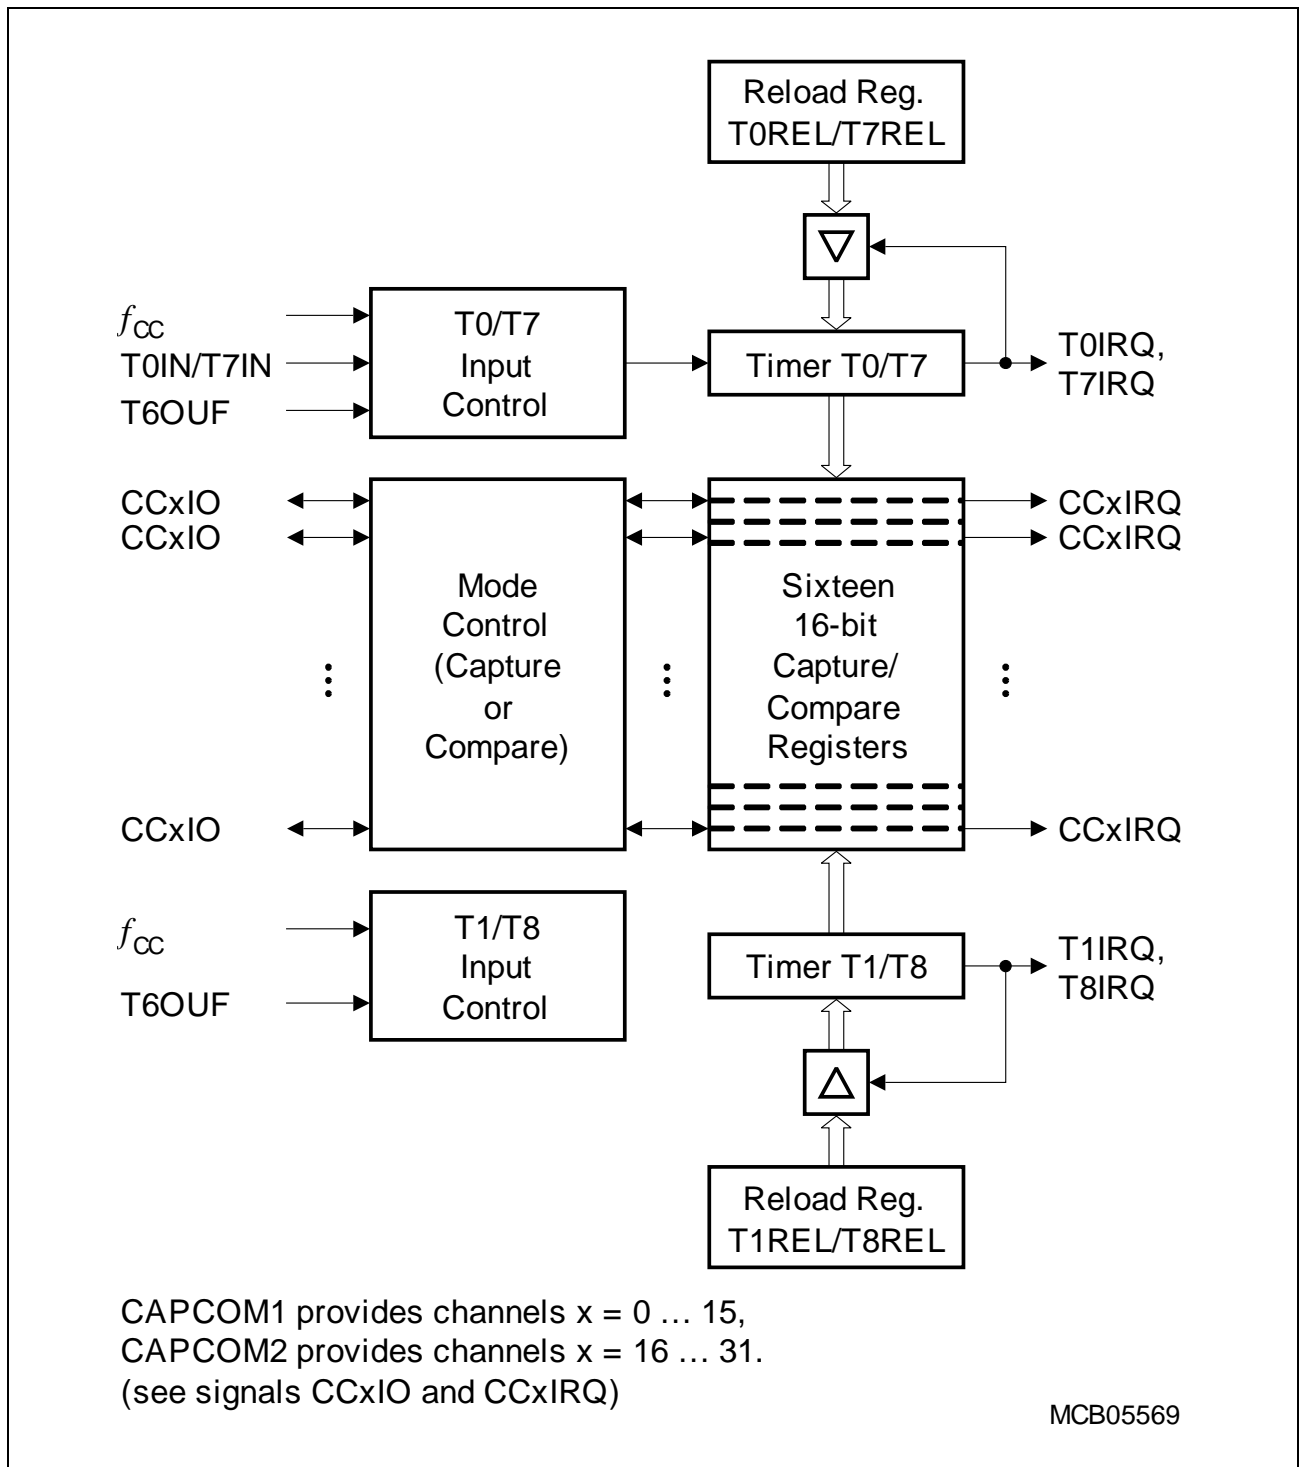 Reload Reg.
T0REL/T7REL
fCC
T0IN/T7IN
T6OUF
T0/T7
Input
Control
Timer T0/T7
T0IRQ,
T7IRQ
CCxIO
CCxIO
CCxIO
Mode
Control
(Capture
or
Compare)
Sixteen
16-bit
Capture/
Compare
Registers
CCxIRQ
CCxIRQ
CCxIRQ
fCC
T6OUF
T1/T8
Input
Control
Timer T1/T8
T1IRQ,
T8IRQ
Reload Reg.
T1REL/T8REL
CAPCOM1 provides channels x = 0 … 15,
CAPCOM2 provides channels x = 16 … 31.
(see signals CCxIO and CCxIRQ)
MCB05569